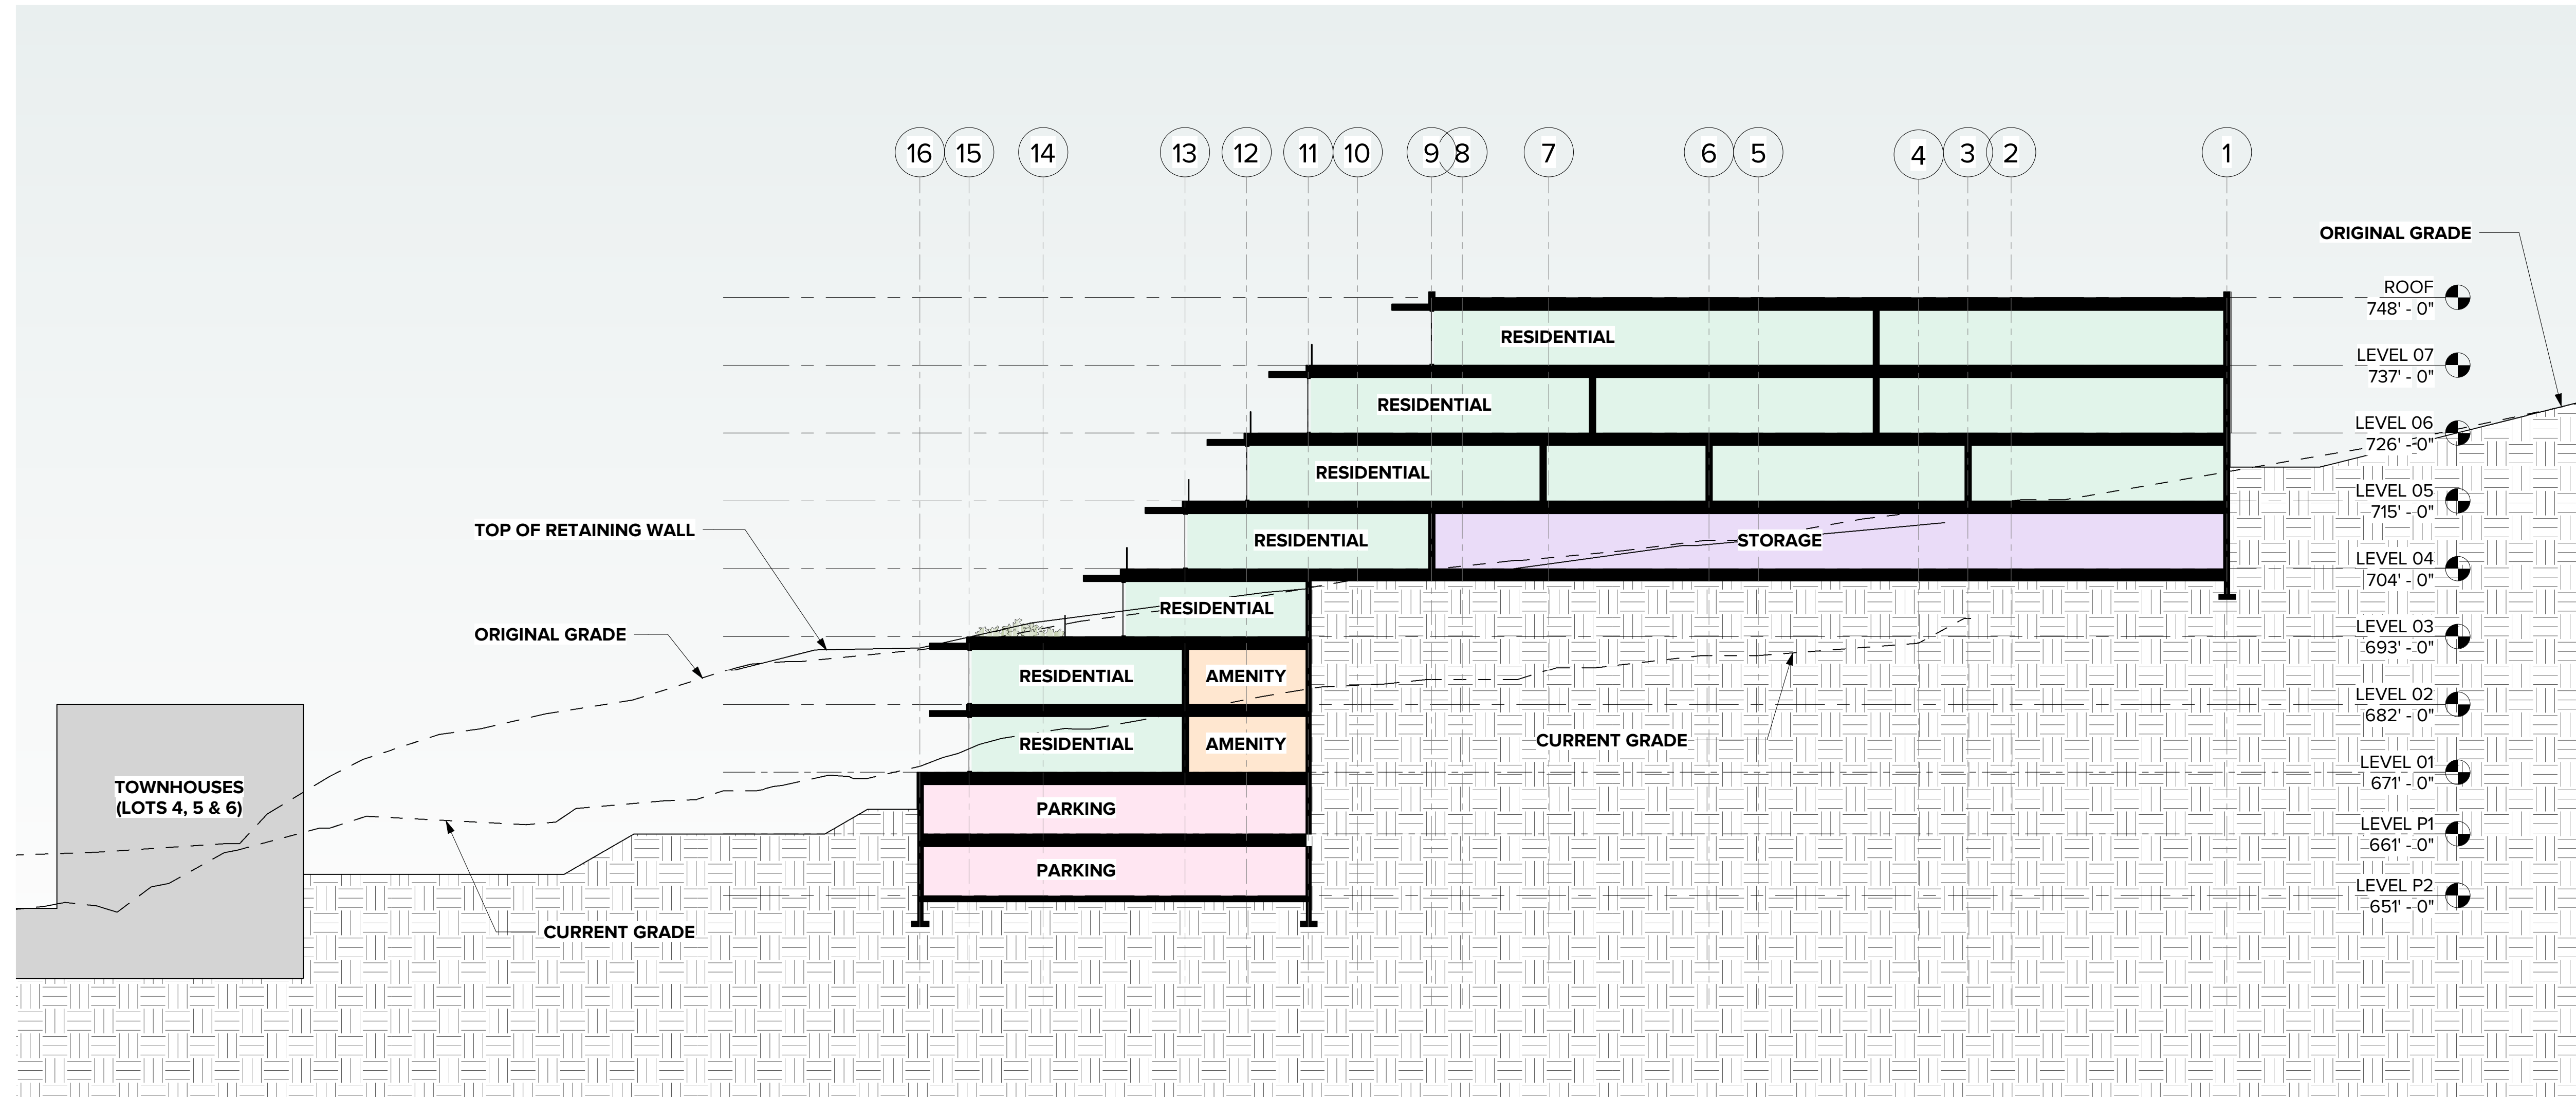 16 15 14 13 12 11 10 9 8 7 6 5 4 3 2 1
ORIGINAL GRADE
ROOF
748' - 0"
RESIDENTIAL
LEVEL 07
737' - 0"
RESIDENTIAL
LEVEL 06
726' - 0"
RESIDENTIAL
LEVEL 05
715' - 0"
TOP OF RETAINING WALL
RESIDENTIAL
STORAGE
LEVEL 04
704' - 0"
RESIDENTIAL
ORIGINAL GRADE
LEVEL 03
693' - 0"
RESIDENTIAL
AMENITY
LEVEL 02
682' - 0"
RESIDENTIAL
AMENITY
CURRENT GRADE
LEVEL 01
671' - 0"
TOWNHOUSES
(LOTS 4, 5 & 6)
PARKING
LEVEL P1
661' - 0"
PARKING
LEVEL P2
651' - 0"
CURRENT GRADE